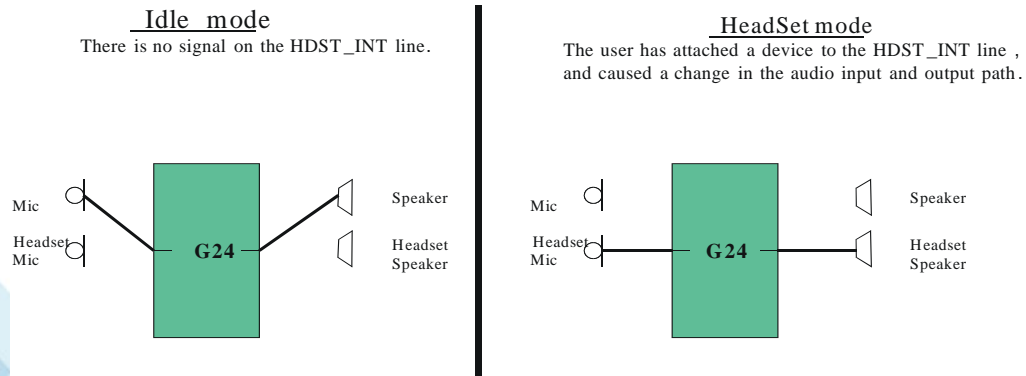 Idle mode
There is no signal on the HDST_INT line.
Mic
Headset
Mic
G24
Speaker
Headset
Speaker
HeadSet mode
The user has attached a device to the HDST_INT line ,
and caused a change in the audio input and output path.
Mic
Headset
Mic
G24
Speaker
Headset
Speaker